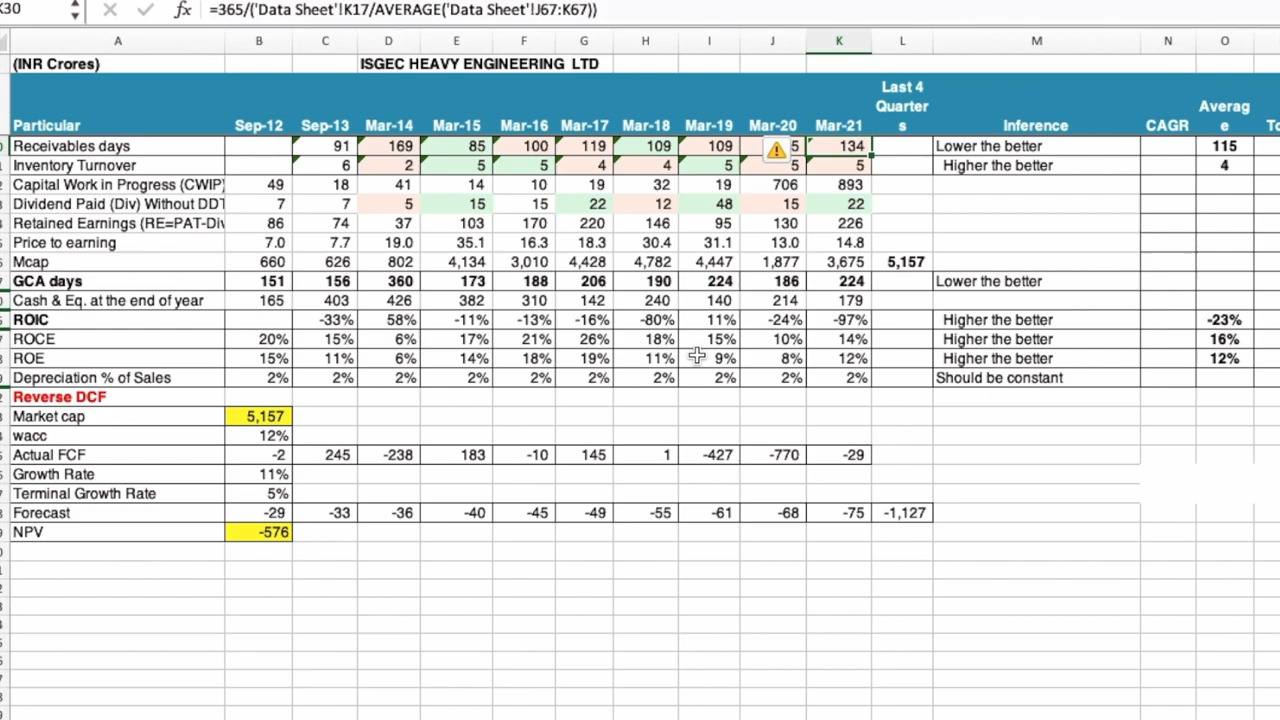 K30 =365/('Data Sheet'!K17/AVERAGE('Data Sheet'!J67:K67))
A B C D E F G H I J K L M N O
(INR Crores) ISGEC HEAVY ENGINEERING LTD
Particular Sep-12 Sep-13 Mar-14 Mar-15 Mar-16 Mar-17 Mar-18 Mar-19 Mar-20 Mar-21 Last 4 Quarters Inference CAGR Average
Receivables days 91 169 85 100 119 109 109 5 134 Lower the better 115
Inventory Turnover 6 2 5 5 4 4 5 5 5 Higher the better 4
Capital Work in Progress (CWIP) 49 18 41 14 10 19 32 19 706 893
Dividend Paid (Div) Without DDT 7 7 5 15 15 22 12 48 15 22
Retained Earnings (RE=PAT-Div 86 74 37 103 170 220 146 95 130 226
Price to earning 7.0 7.7 19.0 35.1 16.3 18.3 30.4 31.1 13.0 14.8
Mcap 660 626 802 4,134 3,010 4,428 4,782 4,447 1,877 3,675 5,157
GCA days 151 156 360 173 188 206 190 224 186 224 Lower the better
Cash & Eq. at the end of year 165 403 426 382 310 142 240 140 214 179
ROIC -33% 58% -11% -13% -16% -80% 11% -24% -97% Higher the better -23%
ROCE 20% 15% 6% 17% 21% 26% 18% 15% 10% 14% Higher the better 16%
ROE 15% 11% 6% 14% 18% 19% 11% 9% 8% 12% Higher the better 12%
Depreciation % of Sales 2% 2% 2% 2% 2% 2% 2% 2% 2% 2% Should be constant
Reverse DCF
Market cap 5,157
wacc 12%
Actual FCF -2 245 -238 183 -10 145 1 -427 -770 -29
Growth Rate 11%
Terminal Growth Rate 5%
Forecast -29 -33 -36 -40 -45 -49 -55 -61 -68 -75 -1,127
NPV -576